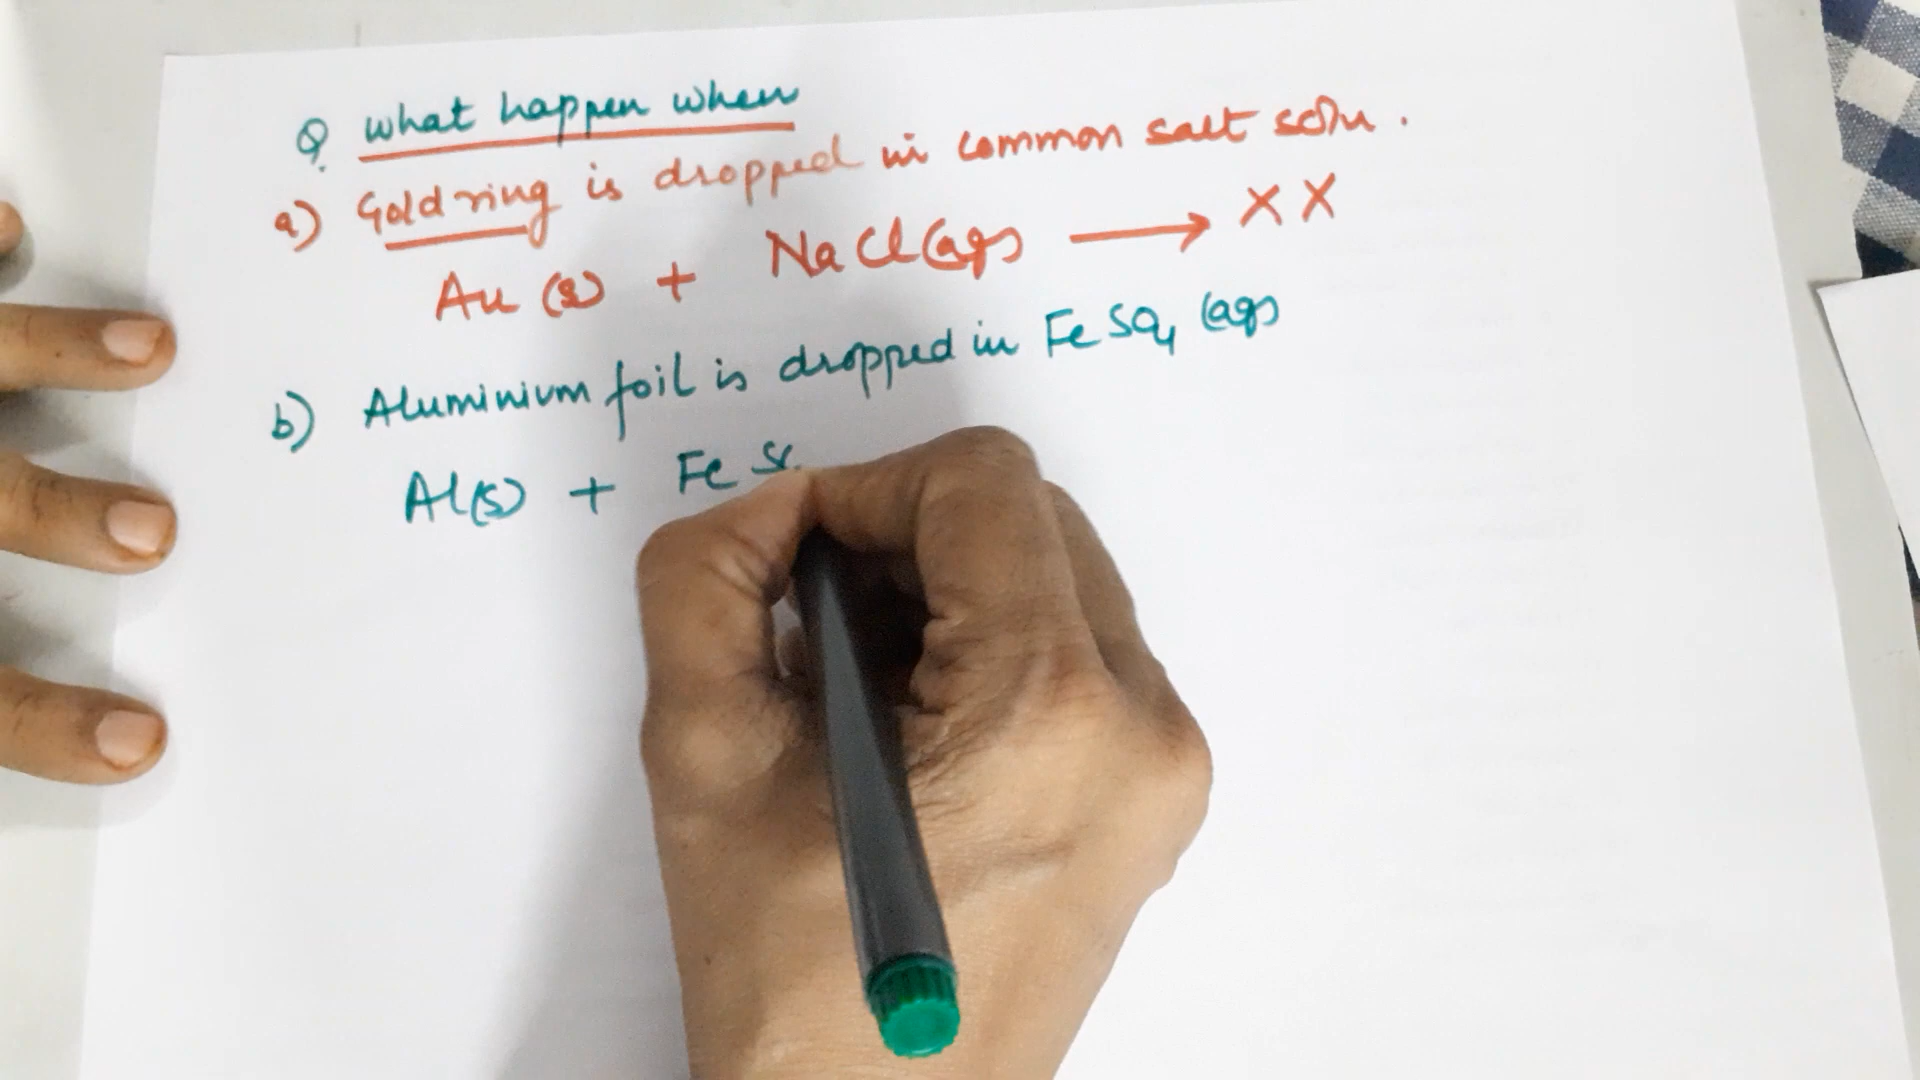 Q. what happen when
a) Gold ring is dropped in common salt soln.
Au (s) + NaCl(aq) → X X
b) Aluminium foil is dropped in FeSO4 (aq)
Al(s) + Fe S